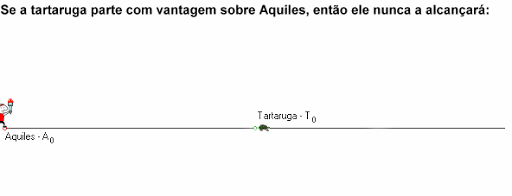 Se a tartaruga parte com vantagem sobre Aquiles, então ele nunca a alcançará:
Tartaruga - T0
Aquiles - A0